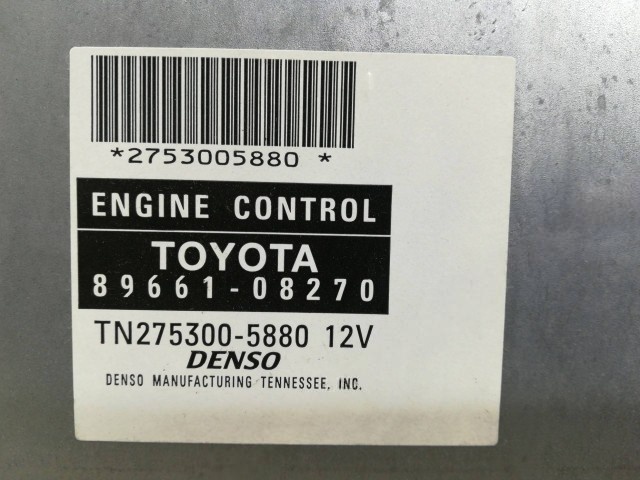 *2753005880 *
ENGINE CONTROL
TOYOTA
89661-08270
TN275300-5880 12V
DENSO
DENSO MANUFACTURING TENNESSEE, INC.